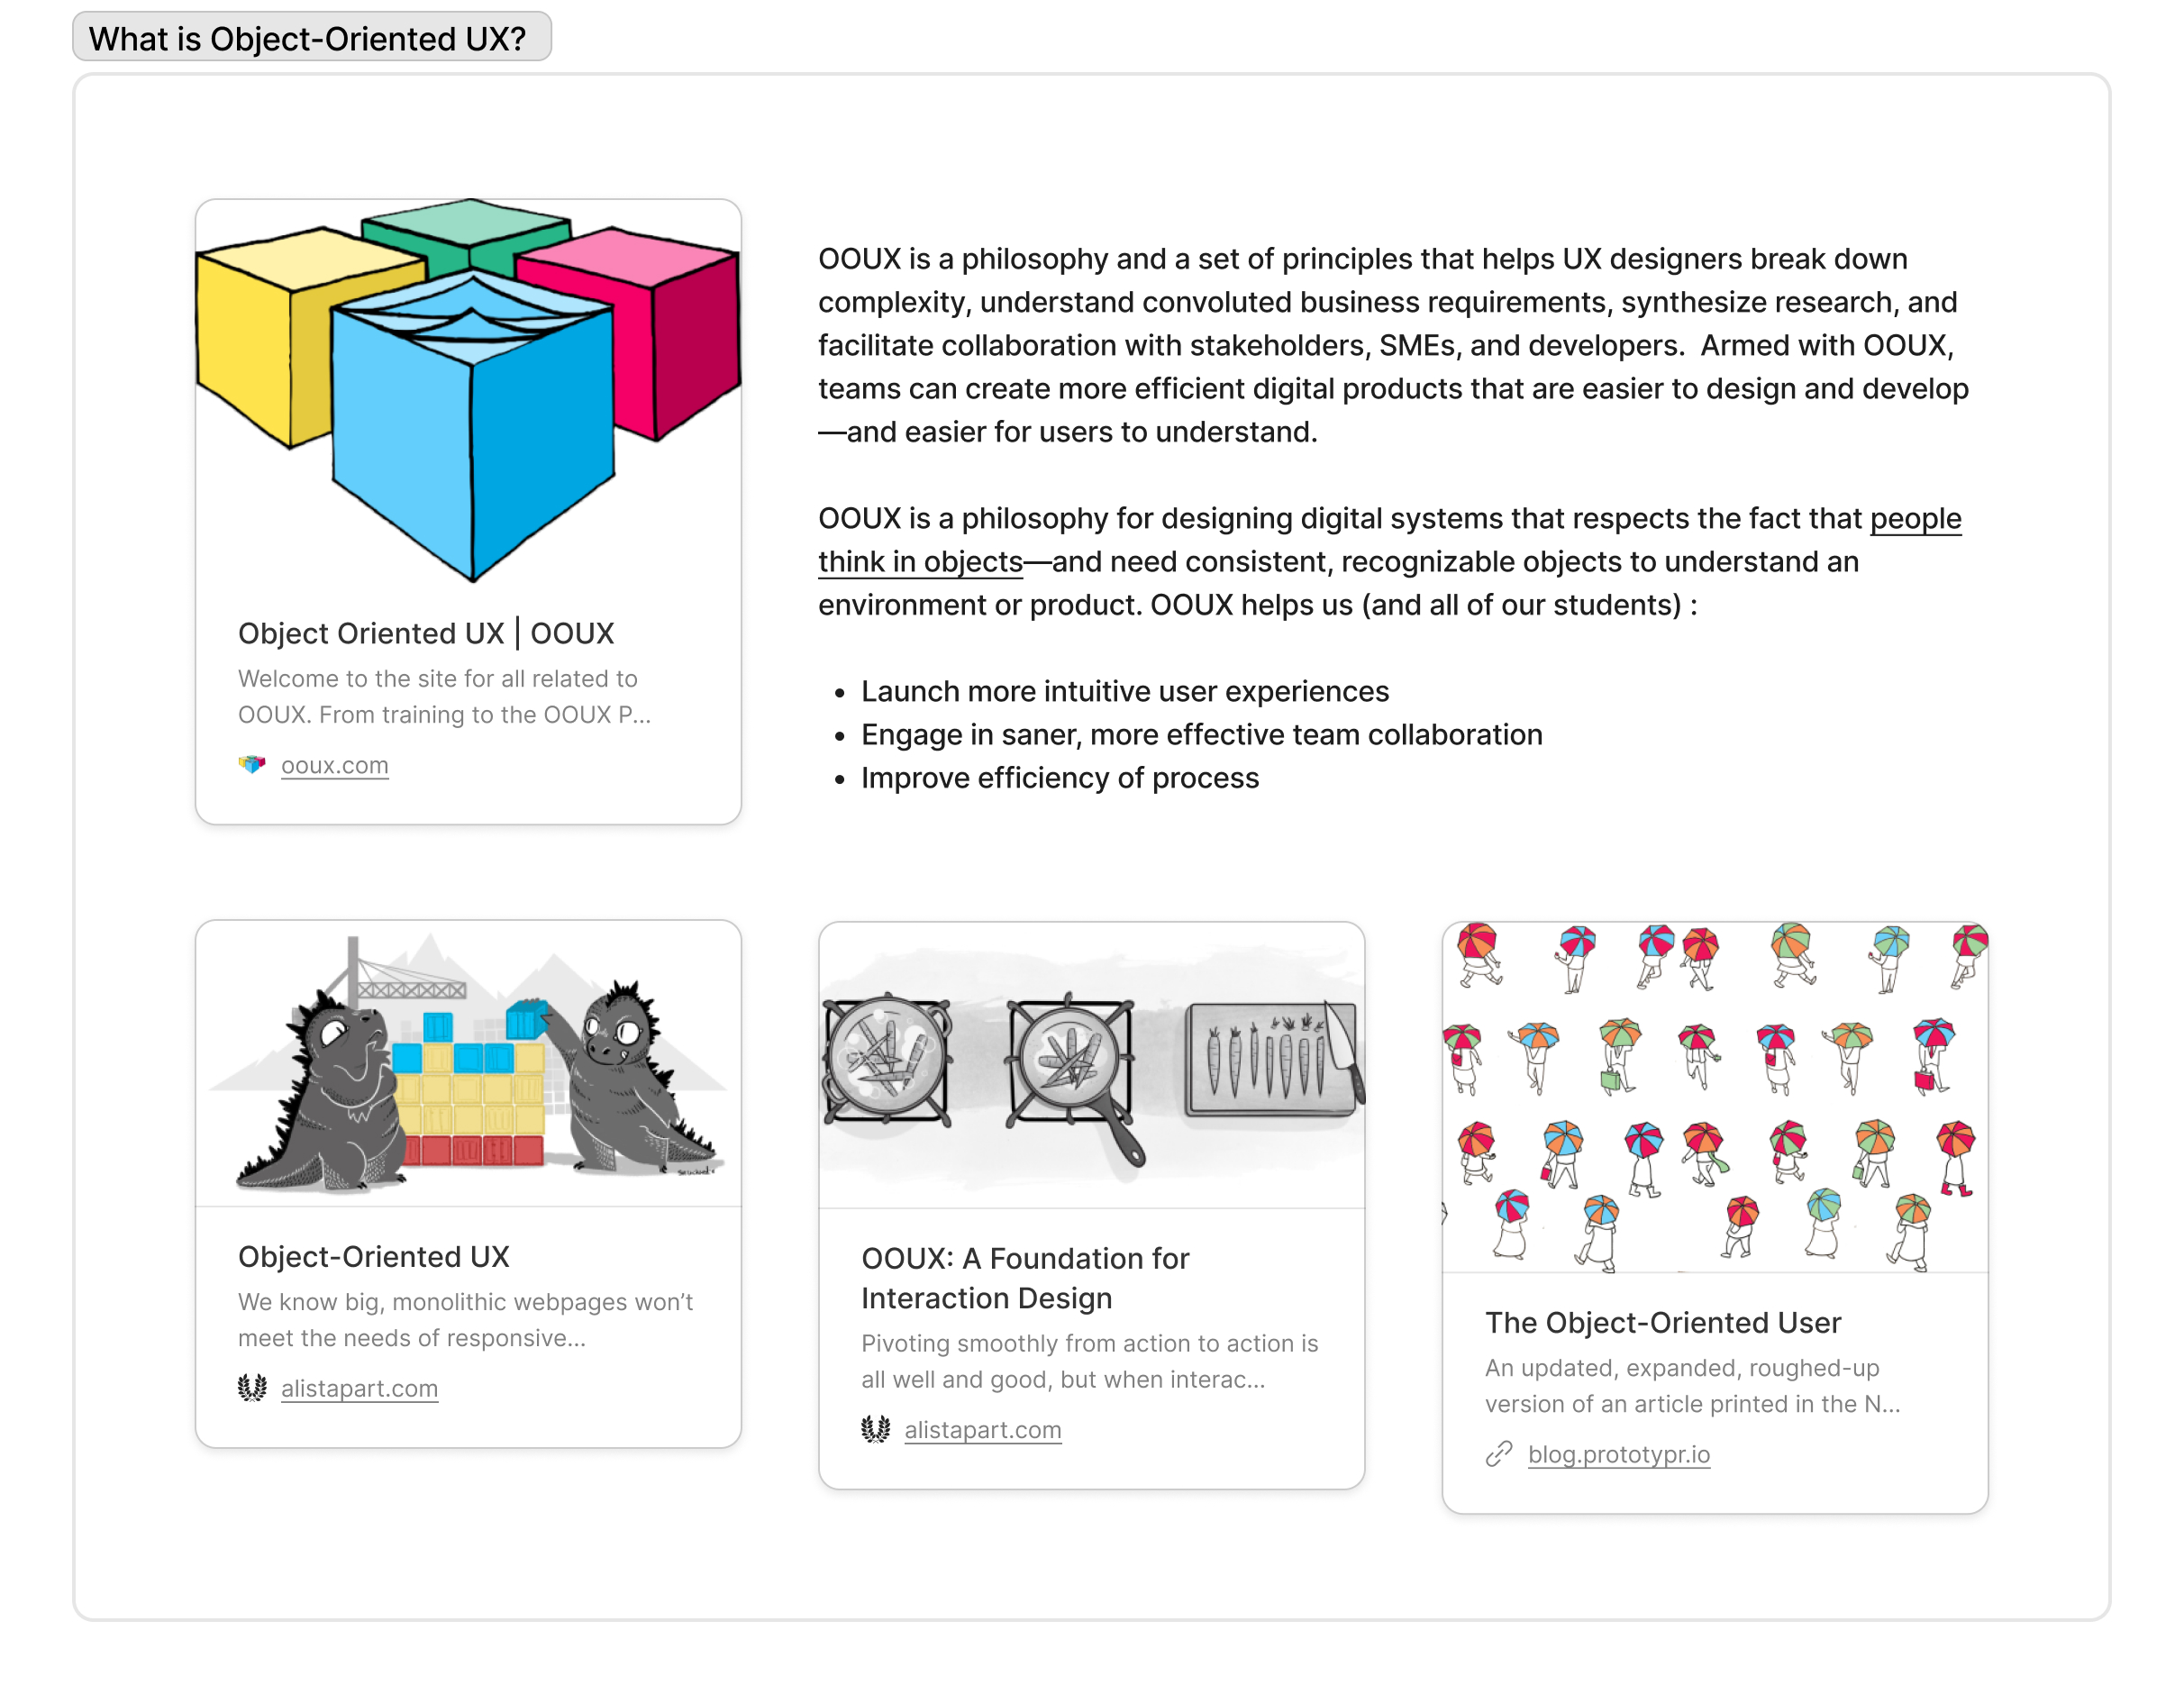 What is Object-Oriented UX?
OOUX is a philosophy and a set of principles that helps UX designers break down
complexity, understand convoluted business requirements, synthesize research, and
facilitate collaboration with stakeholders, SMEs, and developers.  Armed with OOUX,
teams can create more efficient digital products that are easier to design and develop
—and easier for users to understand.
OOUX is a philosophy for designing digital systems that respects the fact that people
think in objects—and need consistent, recognizable objects to understand an
environment or product. OOUX helps us (and all of our students) :
• Launch more intuitive user experiences
• Engage in saner, more effective team collaboration
• Improve efficiency of process
Object Oriented UX | OOUX
Welcome to the site for all related to
OOUX. From training to the OOUX P...
ooux.com
Object-Oriented UX
We know big, monolithic webpages won’t
meet the needs of responsive...
alistapart.com
OOUX: A Foundation for
Interaction Design
Pivoting smoothly from action to action is
all well and good, but when interac...
alistapart.com
The Object-Oriented User
An updated, expanded, roughed-up
version of an article printed in the N...
blog.prototypr.io